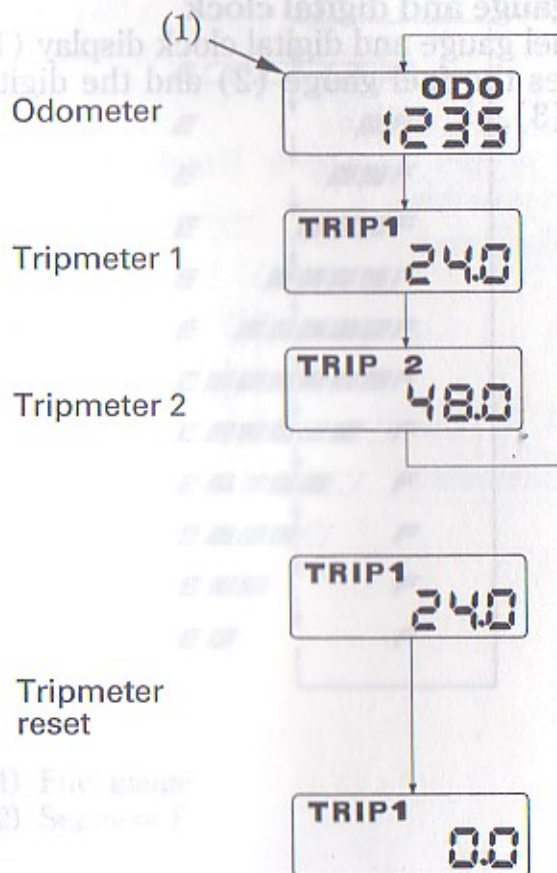 (1)
Odometer
ODO
1235
Tripmeter 1
TRIP1
24.0
Tripmeter 2
TRIP 2
48.0
TRIP1
24.0
Tripmeter
reset
TRIP1
0.0